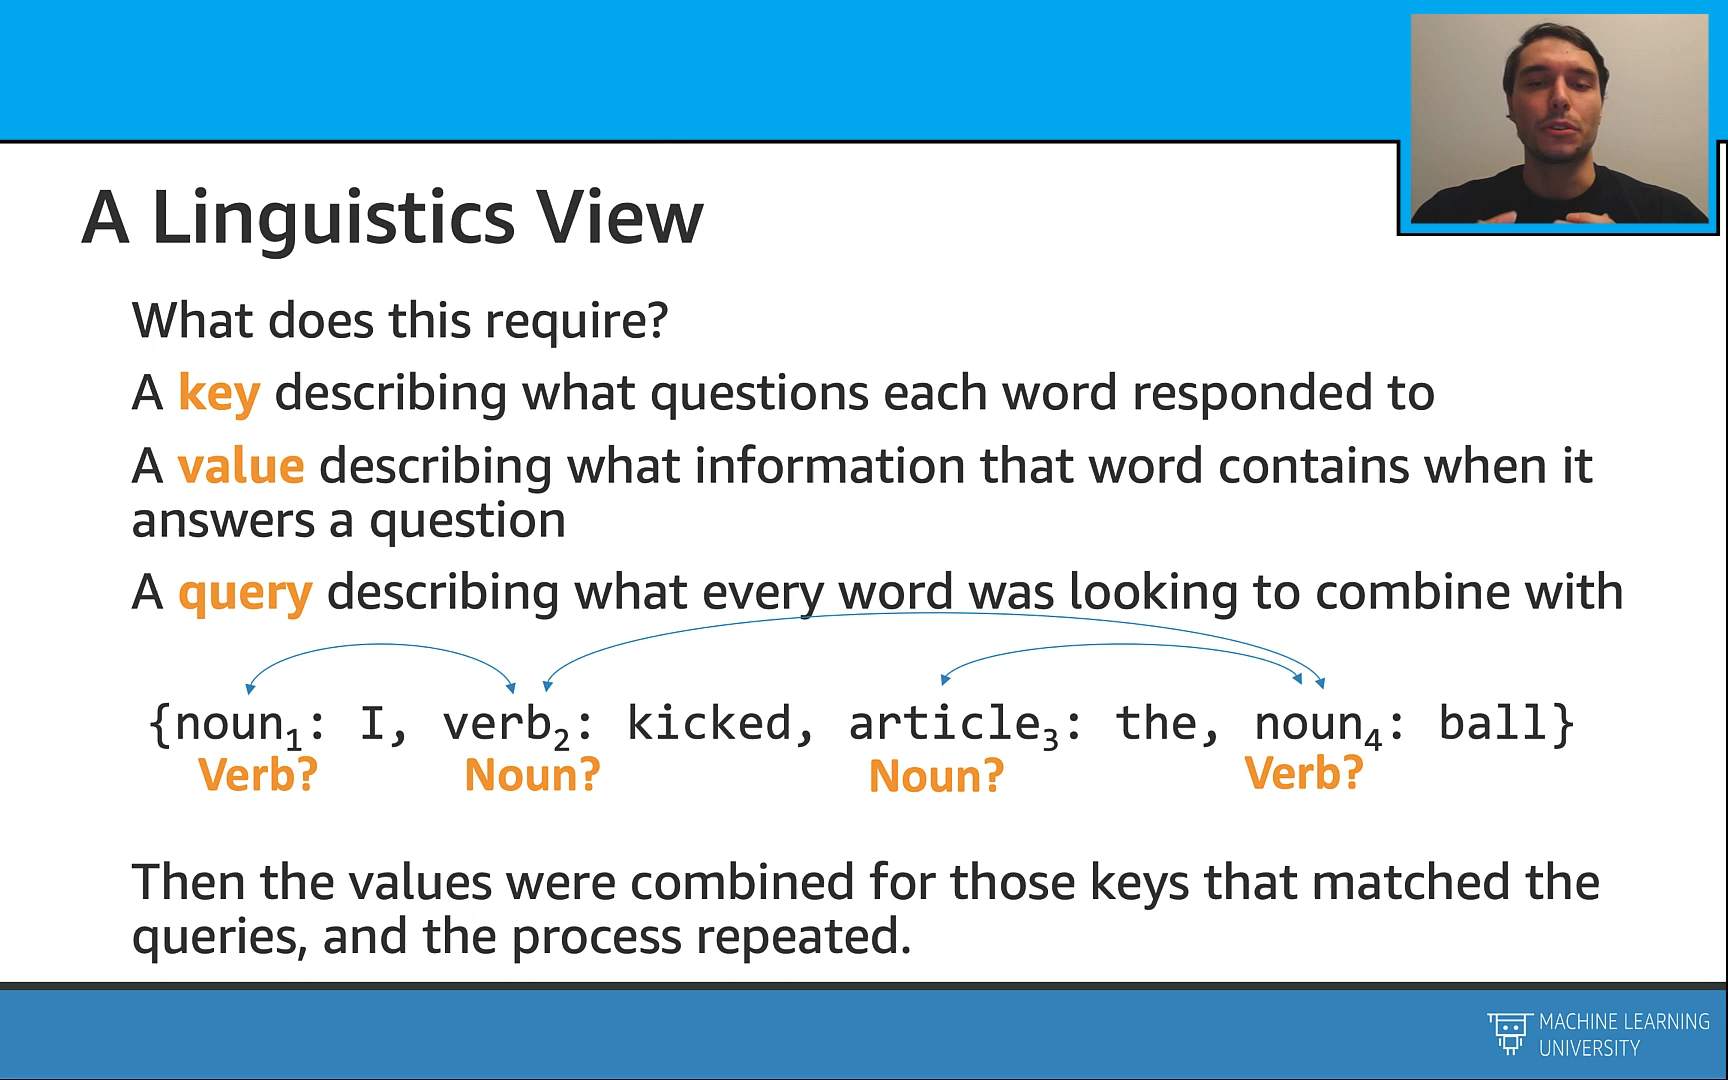 A Linguistics View
What does this require?
A key describing what questions each word responded to
A value describing what information that word contains when it
answers a question
A query describing what every word was looking to combine with
{noun₁: I, verb₂: kicked, article₃: the, noun₄: ball}
Verb? Noun? Noun? Verb?
Then the values were combined for those keys that matched the
queries, and the process repeated.
MACHINE LEARNING
UNIVERSITY